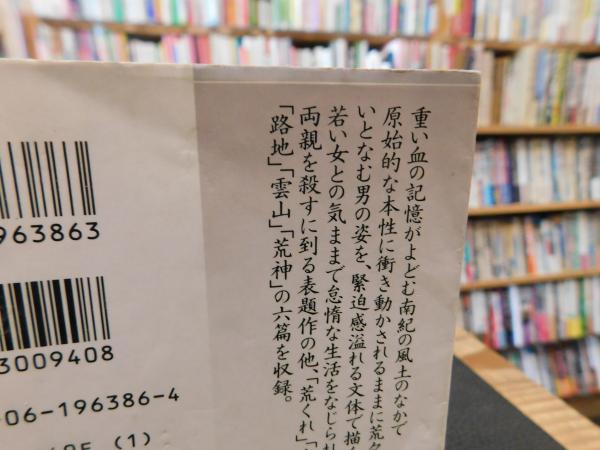 重い血の記憶がよどむ南紀の風土のなかで
原始的な本性に衝き動かされるままに荒
いとなむ男の姿を、緊迫感溢れる文体で描
若い女との気ままで怠惰な生活をなじられ
両親を殺すに到る表題作の他、「荒くれ」
「路地」「雲山」「荒神」の六篇を収録。
963863
3009408
06-196386-4
(1)